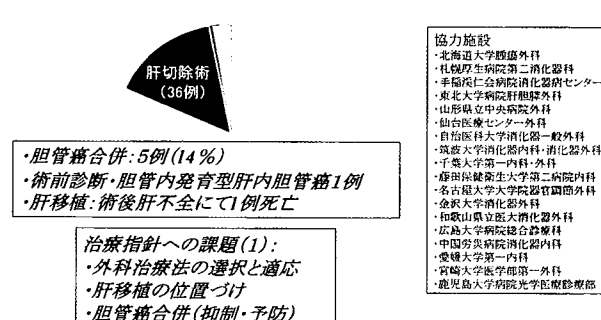 肝切除術
(36例)
・胆管癌合併:5例(14%)
・術前診断・胆管内発育型肝内胆管癌1例
・肝移植:術後肝不全にて1例死亡
治療指針への課題(1):
・外科治療法の選択と適応
・肝移植の位置づけ
・胆管癌合併(抑制・予防)
協力施設
・北海道大学腫瘍外科
・札幌厚生病院第二消化器科
・手稲渓仁会病院消化器病センター
・東北大学病院肝胆膵外科
・山形県立中央病院外科
・仙台医療センター外科
・自治医科大学消化器一般外科
・筑波大学消化器内科・消化器外科
・千葉大学第一内科・外科
・藤田保健衛生大学第二病院内科
・名古屋大学大学院器官調節外科
・金沢大学消化器外科
・和歌山県立医大消化器外科
・広島大学病院総合診療科
・中国労災病院消化器内科
・愛媛大学第一内科
・宮崎大学医学部第一外科
・鹿児島大学病院光学医療診療部